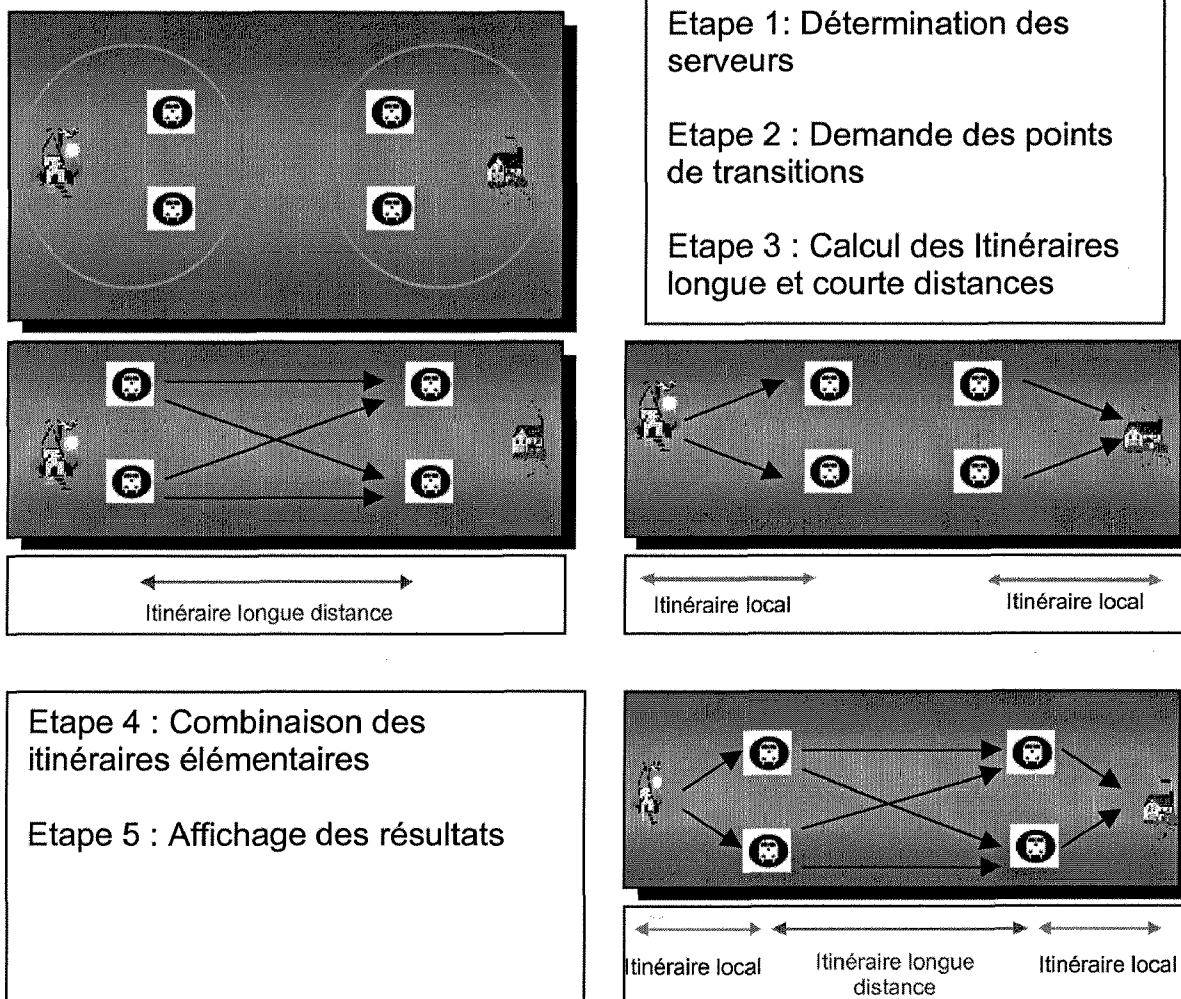 Etape 1: Détermination des
serveurs
Etape 2 : Demande des points
de transitions
Etape 3 : Calcul des Itinéraires
longue et courte distances
Itinéraire longue distance
Itinéraire local
Itinéraire local
Etape 4 : Combinaison des
itinéraires élémentaires
Etape 5 : Affichage des résultats
Itinéraire local
Itinéraire longue
distance
Itinéraire local